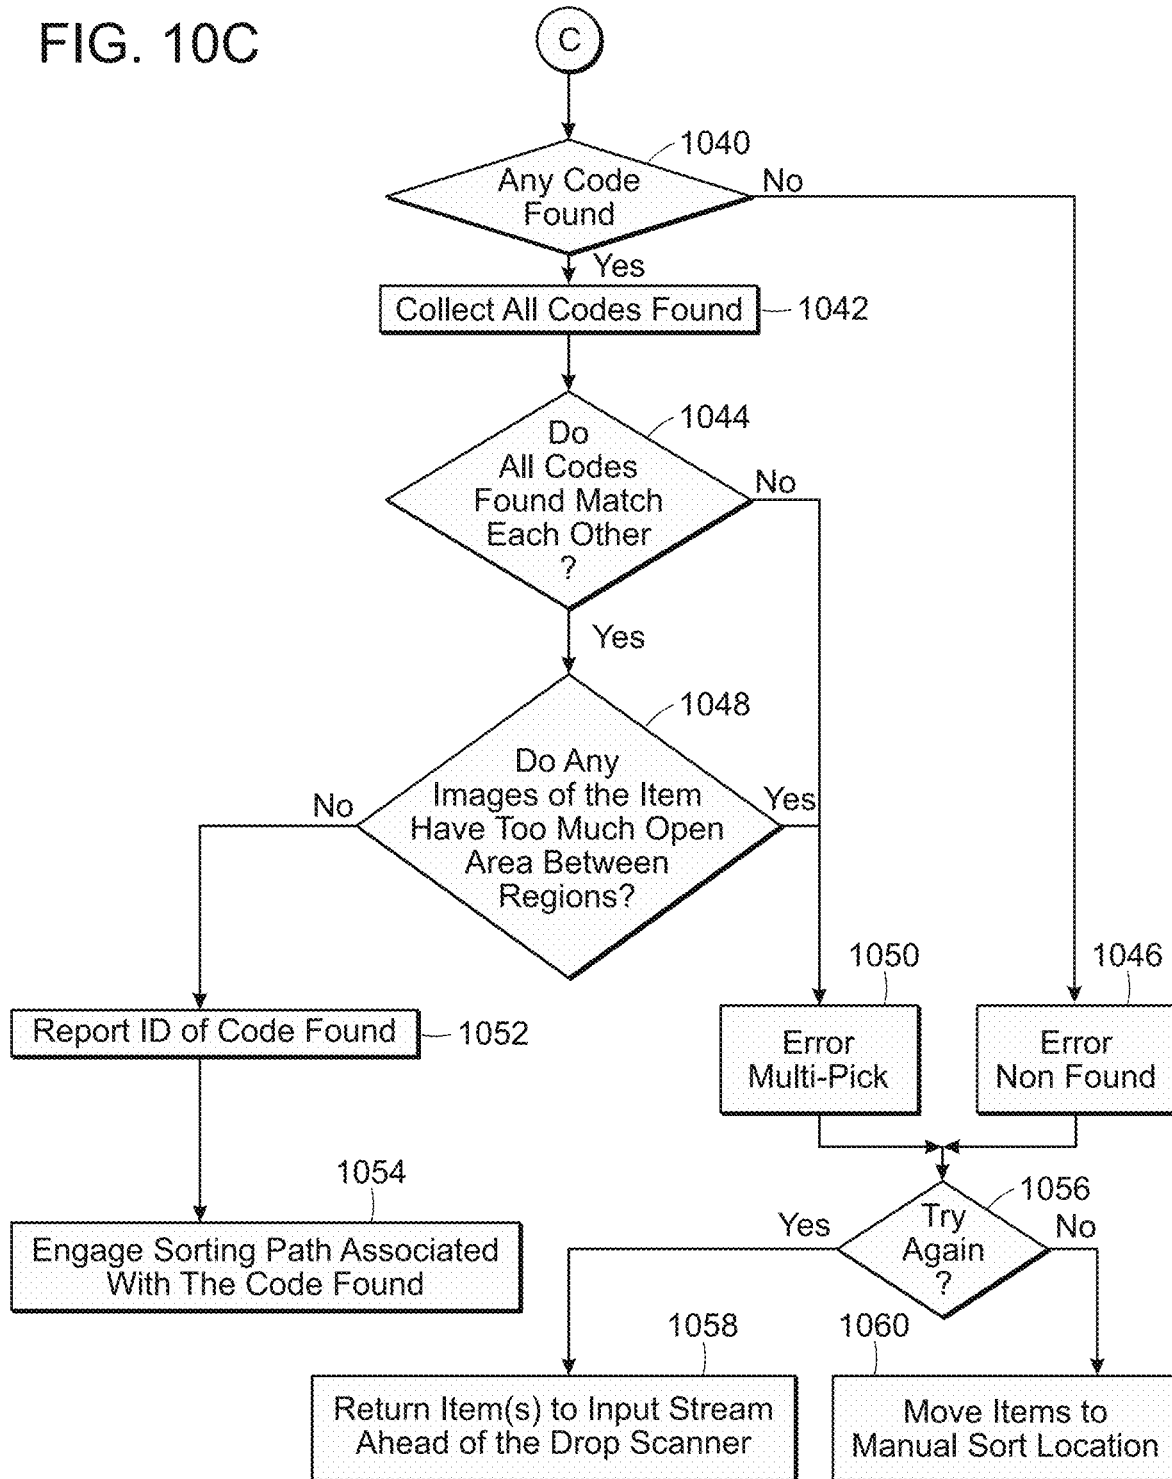 FIG. 10C
C
1040
Any Code
Found
No
Yes
Collect All Codes Found
1042
1044
Do
All Codes
Found Match
Each Other
?
No
Yes
1048
Do Any
Images of the Item
Have Too Much Open
Area Between
Regions?
No
Yes
1050
1046
Report ID of Code Found
1052
Error
Multi-Pick
Error
Non Found
1054
Engage Sorting Path Associated
With The Code Found
1056
Try
Again
?
Yes
No
1058
1060
Return Item(s) to Input Stream
Ahead of the Drop Scanner
Move Items to
Manual Sort Location